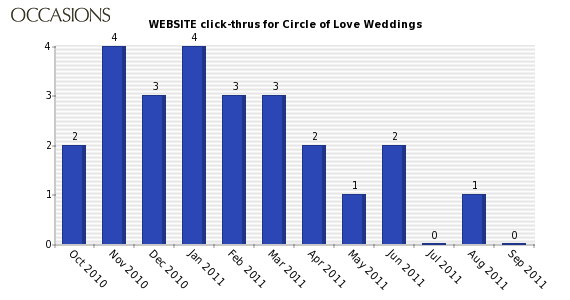 OCCASIONS
WEBSITE click-thrus for Circle of Love Weddings
4
3
2
1
0
2
4
3
4
3
3
2
1
2
0
1
0
Oct 2010
Nov 2010
Dec 2010
Jan 2011
Feb 2011
Mar 2011
Apr 2011
May 2011
Jun 2011
Jul 2011
Aug 2011
Sep 2011